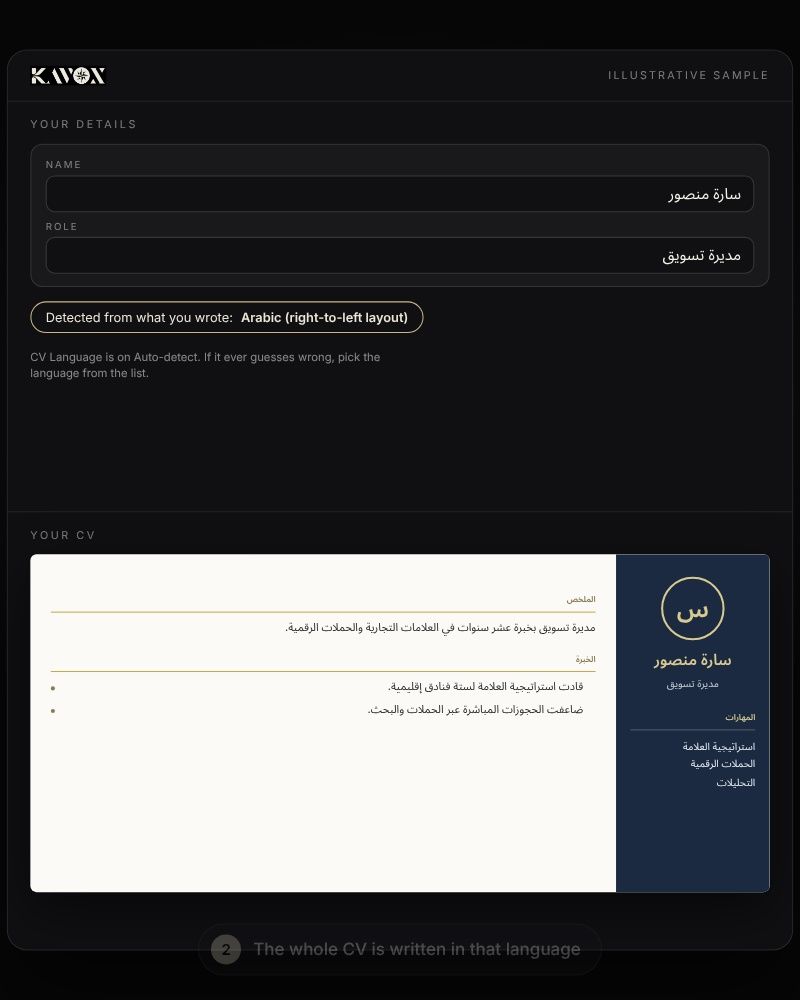 KAVOX
ILLUSTRATIVE SAMPLE
YOUR DETAILS
NAME
سارة منصور
ROLE
مديرة تسويق
Detected from what you wrote: Arabic (right-to-left layout)
CV Language is on Auto-detect. If it ever guesses wrong, pick the
language from the list.
YOUR CV
س
سارة منصور
مديرة تسويق
المهارات
استراتيجية العلامة
الحملات الرقمية
التحليلات
الملخص
مديرة تسويق بخبرة عشر سنوات في العلامات التجارية والحملات الرقمية.
الخبرة
قادت استراتيجية العلامة لستة فنادق إقليمية.
ضاعفت الحجوزات المباشرة عبر الحملات والبحث.
2 The whole CV is written in that language